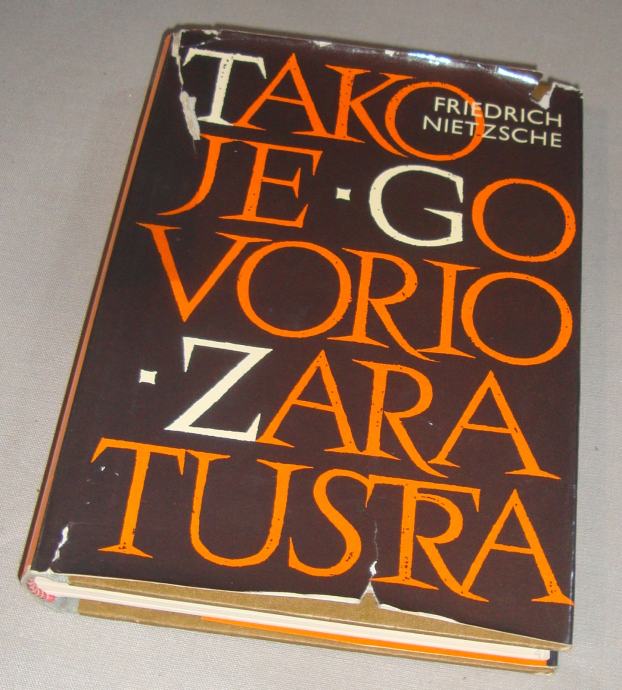 TAKO
FRIEDRICH
NIETZSCHE
JE · GO
VORIO
· ZARA
TUSTRA